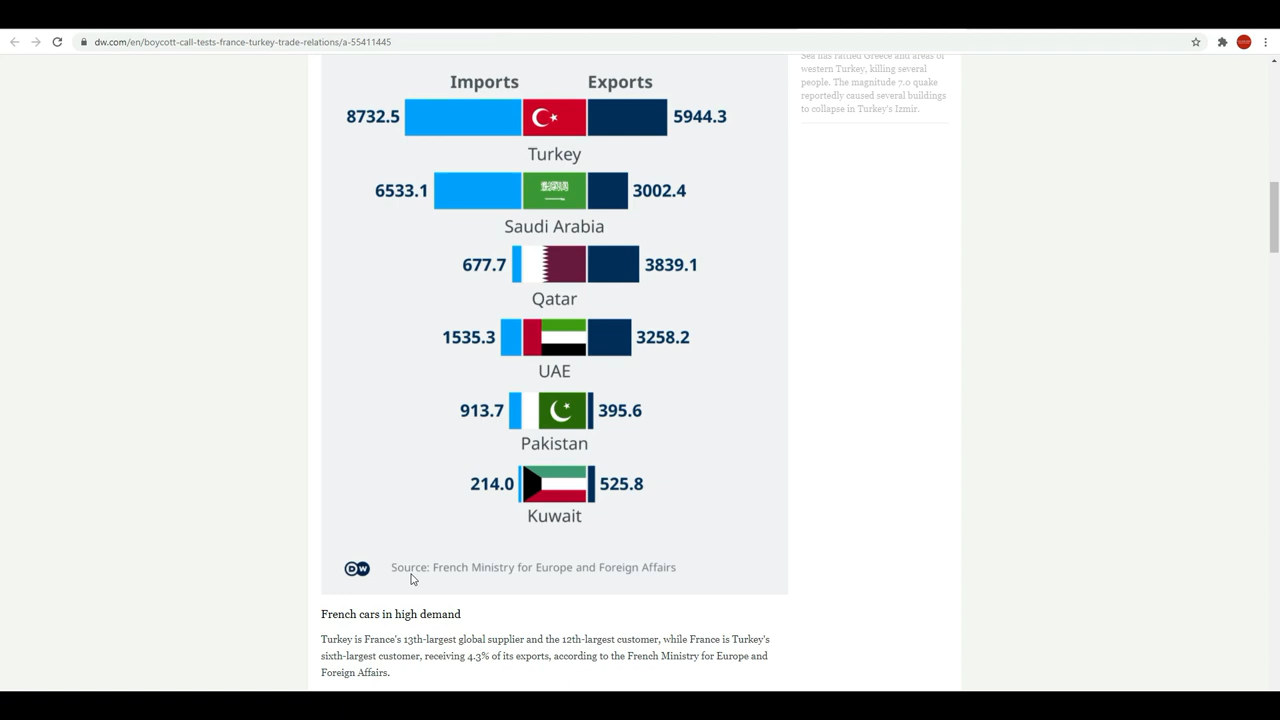 dw.com/en/boycott-call-tests-france-turkey-trade-relations/a-55411445
Imports Exports
8732.5 5944.3
Turkey
6533.1 3002.4
Saudi Arabia
677.7 3839.1
Qatar
1535.3 3258.2
UAE
913.7 395.6
Pakistan
214.0 525.8
Kuwait
DW Source: French Ministry for Europe and Foreign Affairs
French cars in high demand
Turkey is France's 13th-largest global supplier and the 12th-largest customer, while France is Turkey's
sixth-largest customer, receiving 4.3% of its exports, according to the French Ministry for Europe and
Foreign Affairs.
Sea has rattled Greece and areas of
western Turkey, killing several
people. The magnitude 7.0 quake
reportedly caused several buildings
to collapse in Turkey's Izmir.